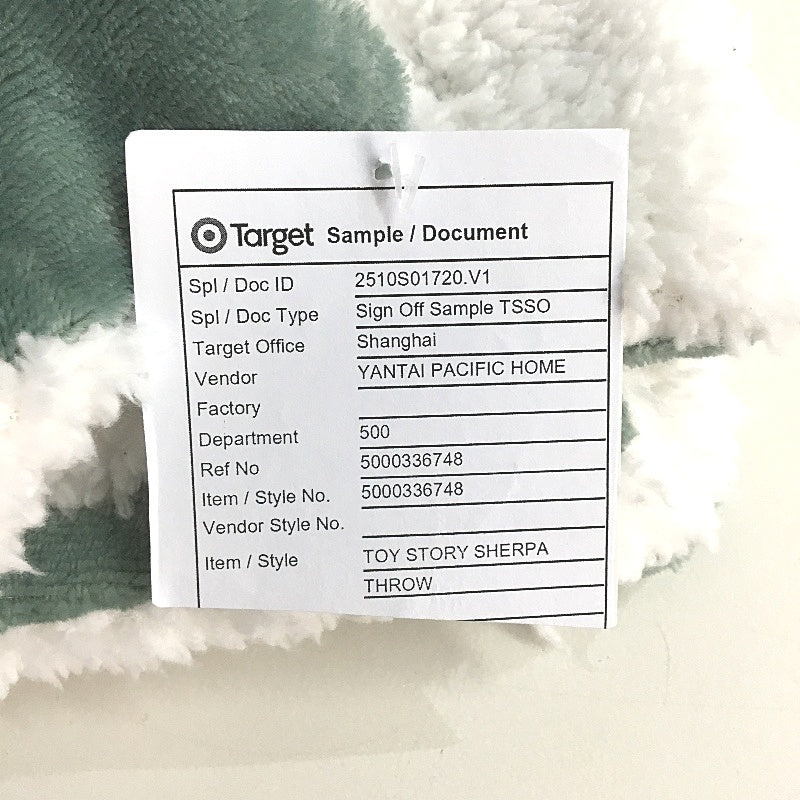 Target Sample / Document
Spl / Doc ID 2510S01720.V1
Spl / Doc Type Sign Off Sample TSSO
Target Office Shanghai
Vendor YANTAI PACIFIC HOME
Factory
Department 500
Ref No 5000336748
Item / Style No. 5000336748
Vendor Style No.
Item / Style TOY STORY SHERPA
THROW